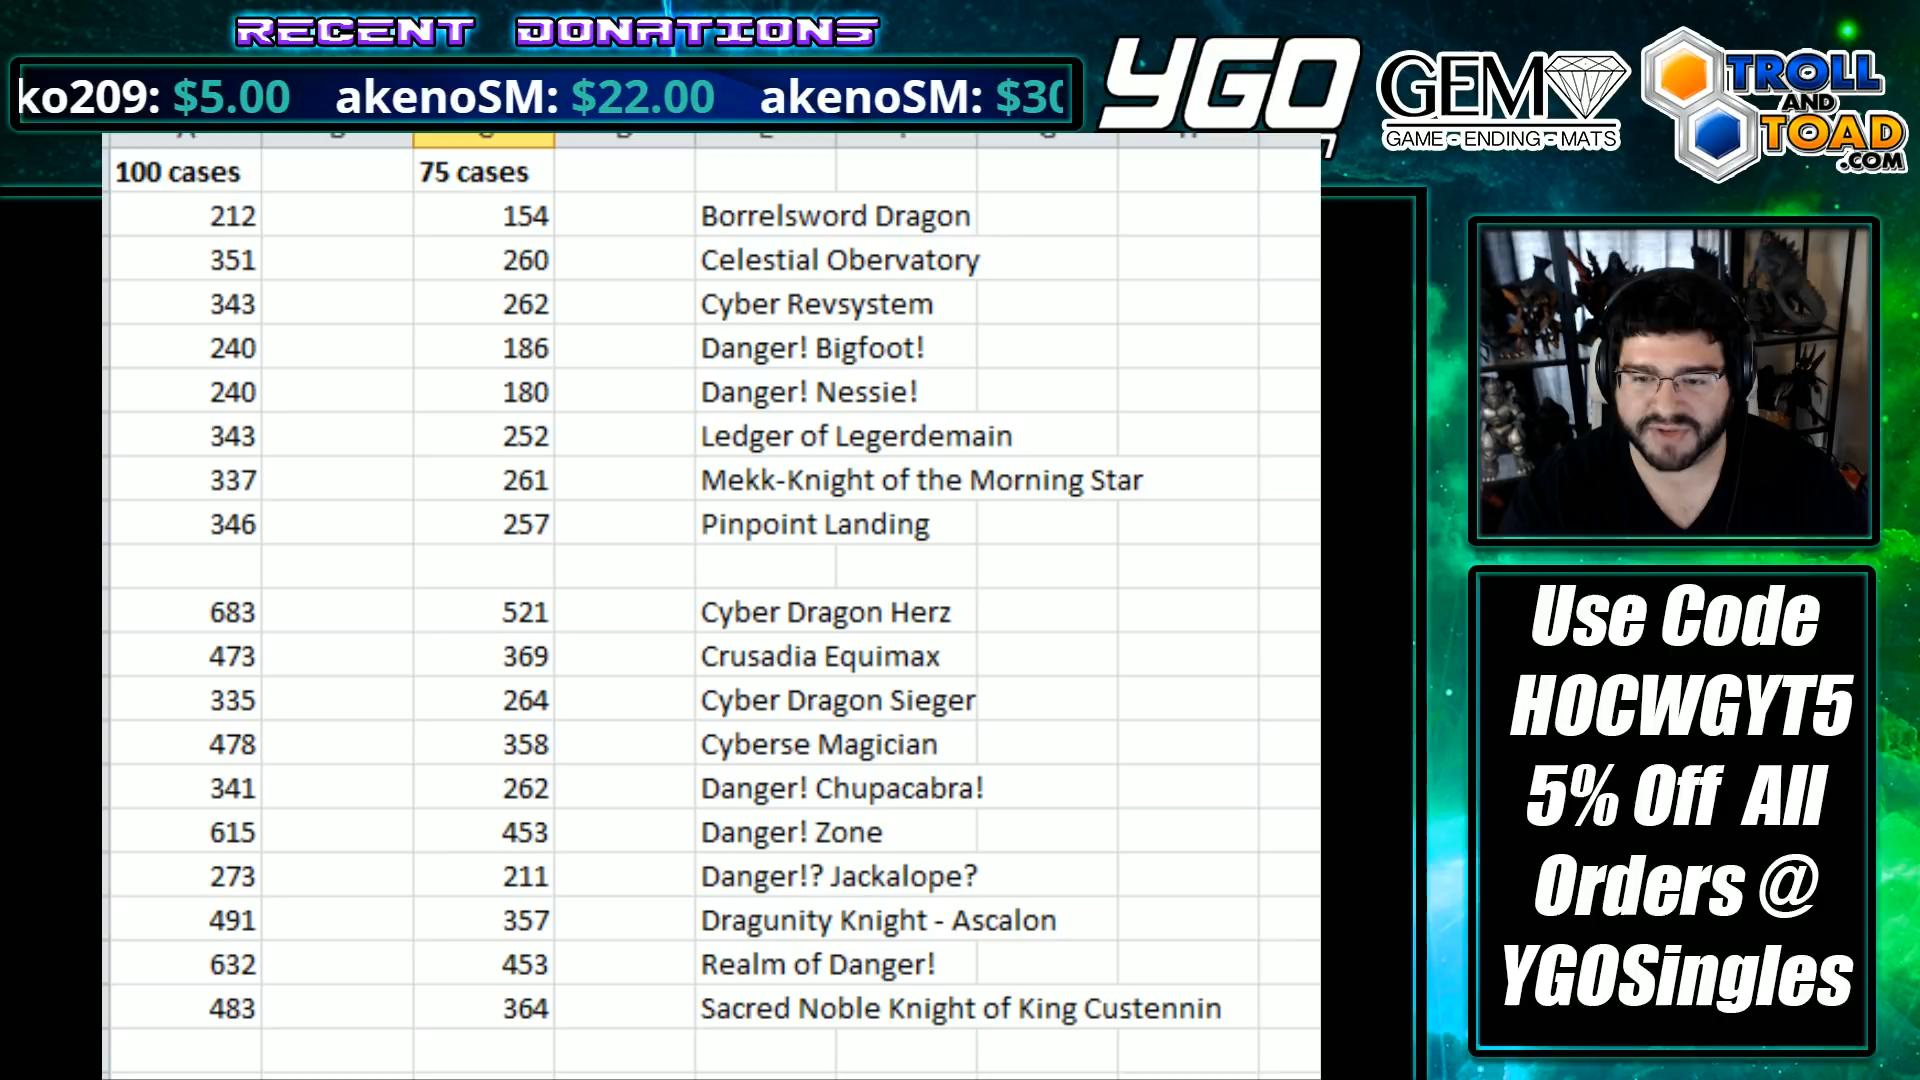 RECENT DONATIONS
ko209: $5.00 akenoSM: $22.00 akenoSM: $30
YGO
GEM
GAME - ENDING - MATS
TROLL
AND
TOAD
.COM
100 cases 75 cases
212 154 Borrelsword Dragon
351 260 Celestial Obervatory
343 262 Cyber Revsystem
240 186 Danger! Bigfoot!
240 180 Danger! Nessie!
343 252 Ledger of Legerdemain
337 261 Mekk-Knight of the Morning Star
346 257 Pinpoint Landing
683 521 Cyber Dragon Herz
473 369 Crusadia Equimax
335 264 Cyber Dragon Sieger
478 358 Cyberse Magician
341 262 Danger! Chupacabra!
615 453 Danger! Zone
273 211 Danger!? Jackalope?
491 357 Dragunity Knight - Ascalon
632 453 Realm of Danger!
483 364 Sacred Noble Knight of King Custennin
Use Code
HOCWGYT5
5% Off All
Orders @
YGOSingles